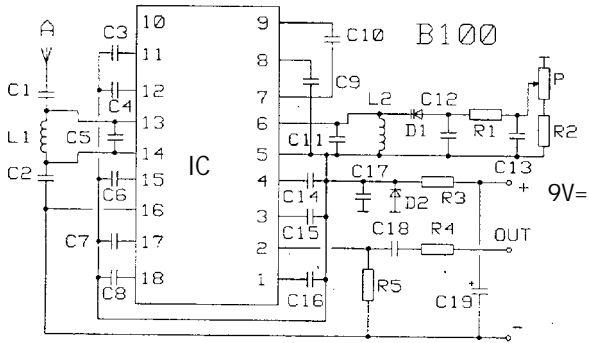 A
C3
10
9
C10
B100
11
8
C1
12
C9
P
C4
7
L2
C12
13
6
D1
R1
R2
L1
C5
C11
14
5
C13
C2
IC
C17
15
4
+
C6
C14
D2
R3
9V=
16
3
C15
C18
R4
OUT
C7
17
2
C8
18
1
C16
R5
C19
+
-